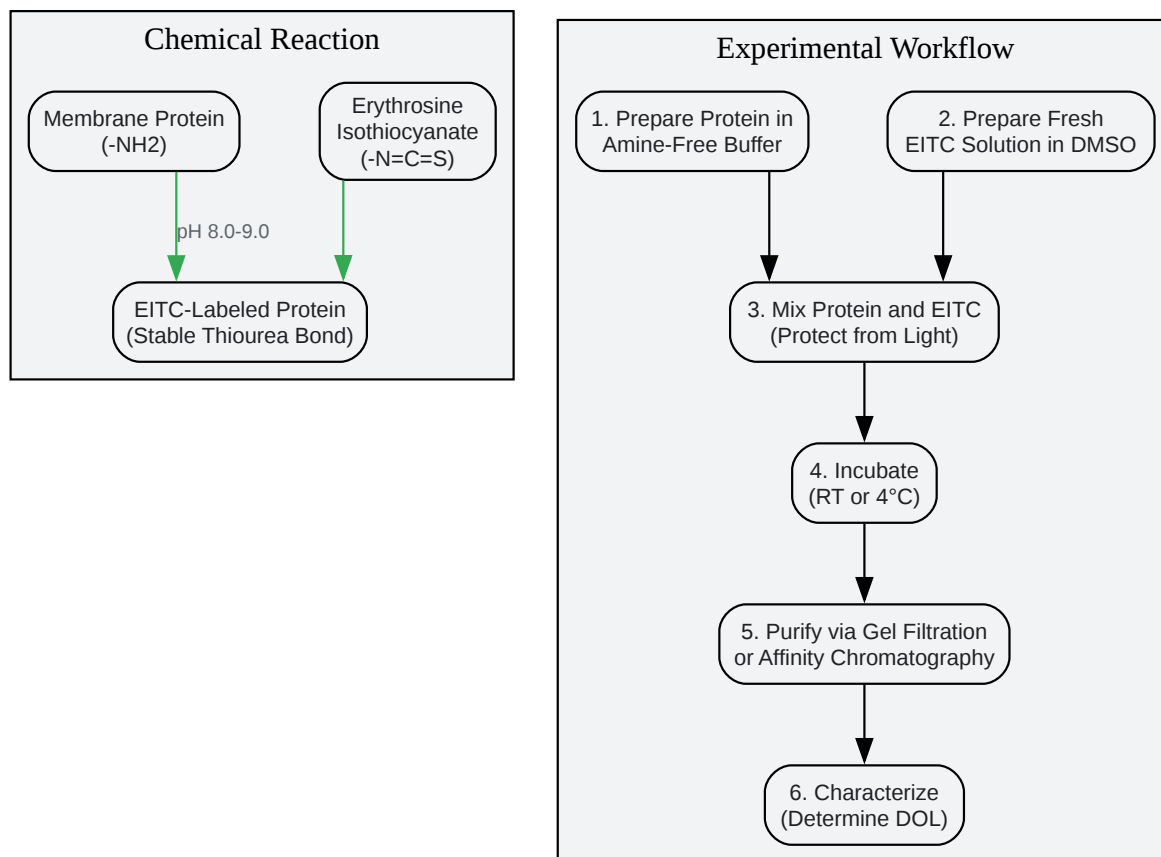 Chemical Reaction
Membrane Protein
(-NH2)
Erythrosine
Isothiocyanate
(-N=C=S)
pH 8.0-9.0
EITC-Labeled Protein
(Stable Thiourea Bond)
Experimental Workflow
1. Prepare Protein in
Amine-Free Buffer
2. Prepare Fresh
EITC Solution in DMSO
3. Mix Protein and EITC
(Protect from Light)
4. Incubate
(RT or 4°C)
5. Purify via Gel Filtration
or Affinity Chromatography
6. Characterize
(Determine DOL)